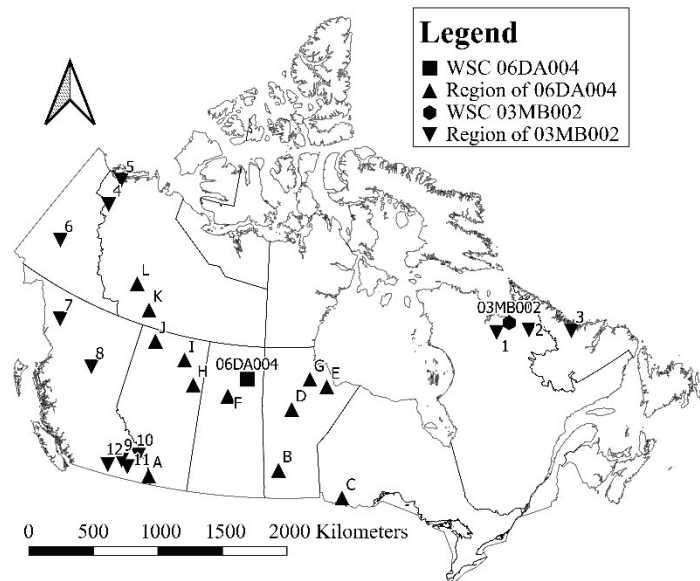 Legend
WSC 06DA004
Region of 06DA004
WSC 03MB002
Region of 03MB002
5
4
6
L
K
7
J
I
8
H
06DA004
F
G
E
D
03MB002
1
2
3
12
9
10
11
A
B
C
0 500 1000 1500 2000 Kilometers